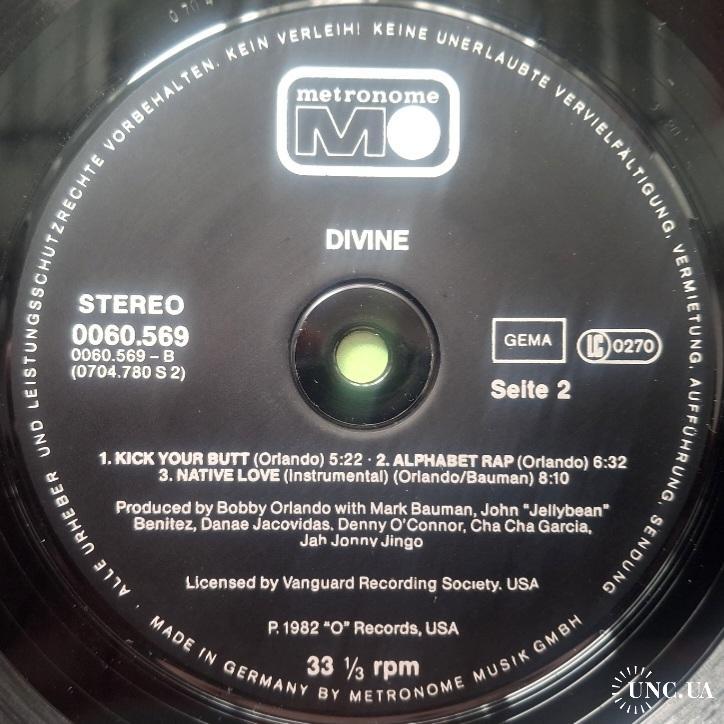 ALLE URHEBER UND LEISTUNGSSCHUTZRECHTE VORBEHALTEN. KEIN VERLEIH! KEINE UNERLAUBTE VERVIELFÄLTIGUNG, VERMIETUNG, AUFFÜHRUNG, SENDUNG
metronome
M
DIVINE
STEREO
0060.569
0060.569 – B
(0704.780 S 2)
GEMA
LC 0270
Seite 2
1. KICK YOUR BUTT (Orlando) 5:22 · 2. ALPHABET RAP (Orlando) 6:32
3. NATIVE LOVE (Instrumental) (Orlando/Bauman) 8:10
Produced by Bobby Orlando with Mark Bauman, John "Jellybean"
Benitez, Danae Jacovidas, Denny O'Connor, Cha Cha Garcia,
Jah Jonny Jingo
Licensed by Vanguard Recording Society, USA
P. 1982 "O" Records, USA
33 ⅓ rpm
· MADE IN GERMANY BY METRONOME MUSIK GMBH
UNC.UA